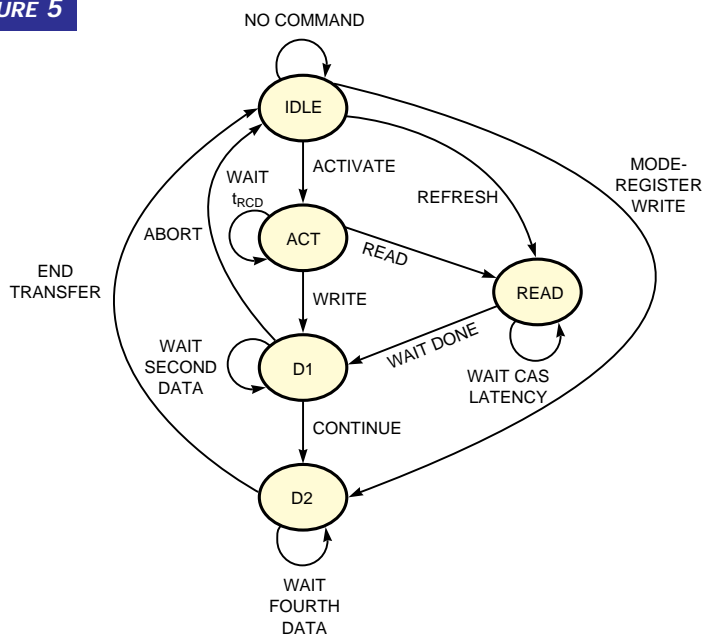 URE 5
NO COMMAND
IDLE
WAIT
tRCD
ACTIVATE
MODE-
REGISTER
WRITE
REFRESH
ABORT
ACT
READ
END
TRANSFER
WRITE
READ
WAIT
SECOND
DATA
D1
WAIT DONE
WAIT CAS
LATENCY
CONTINUE
D2
WAIT
FOURTH
DATA